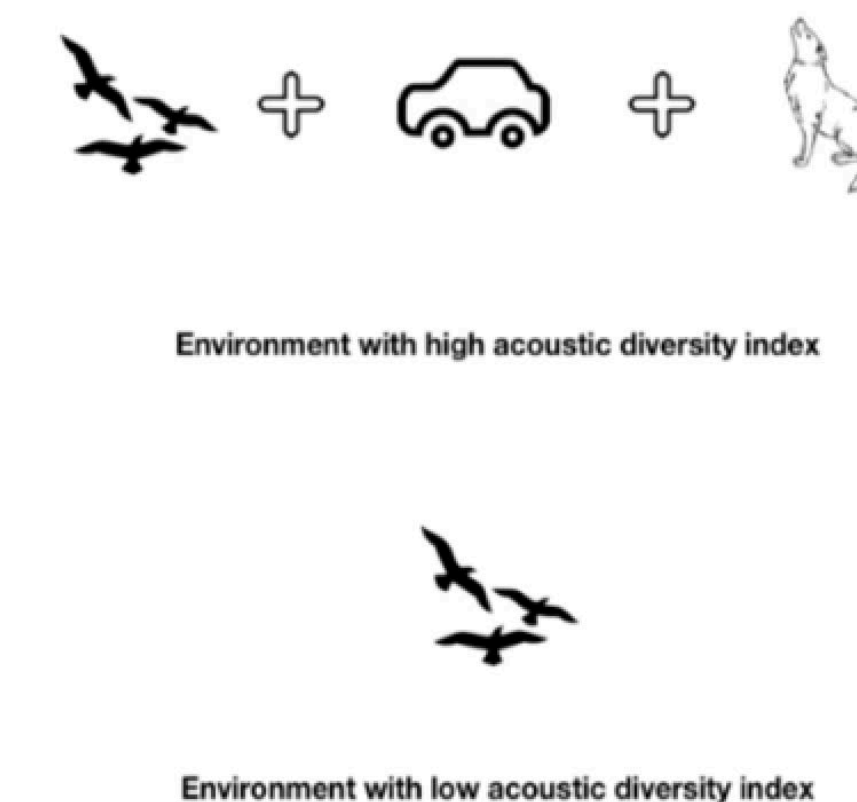 Environment with high acoustic diversity index
Environment with low acoustic diversity index